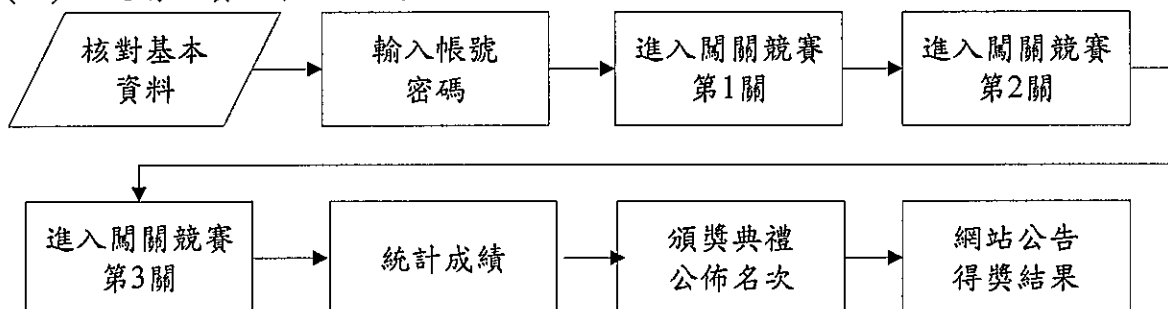 核對基本
資料
輸入帳號
密碼
進入闖關競賽
第1關
進入闖關競賽
第2關
進入闖關競賽
第3關
統計成績
頒獎典禮
公佈名次
網站公告
得獎結果